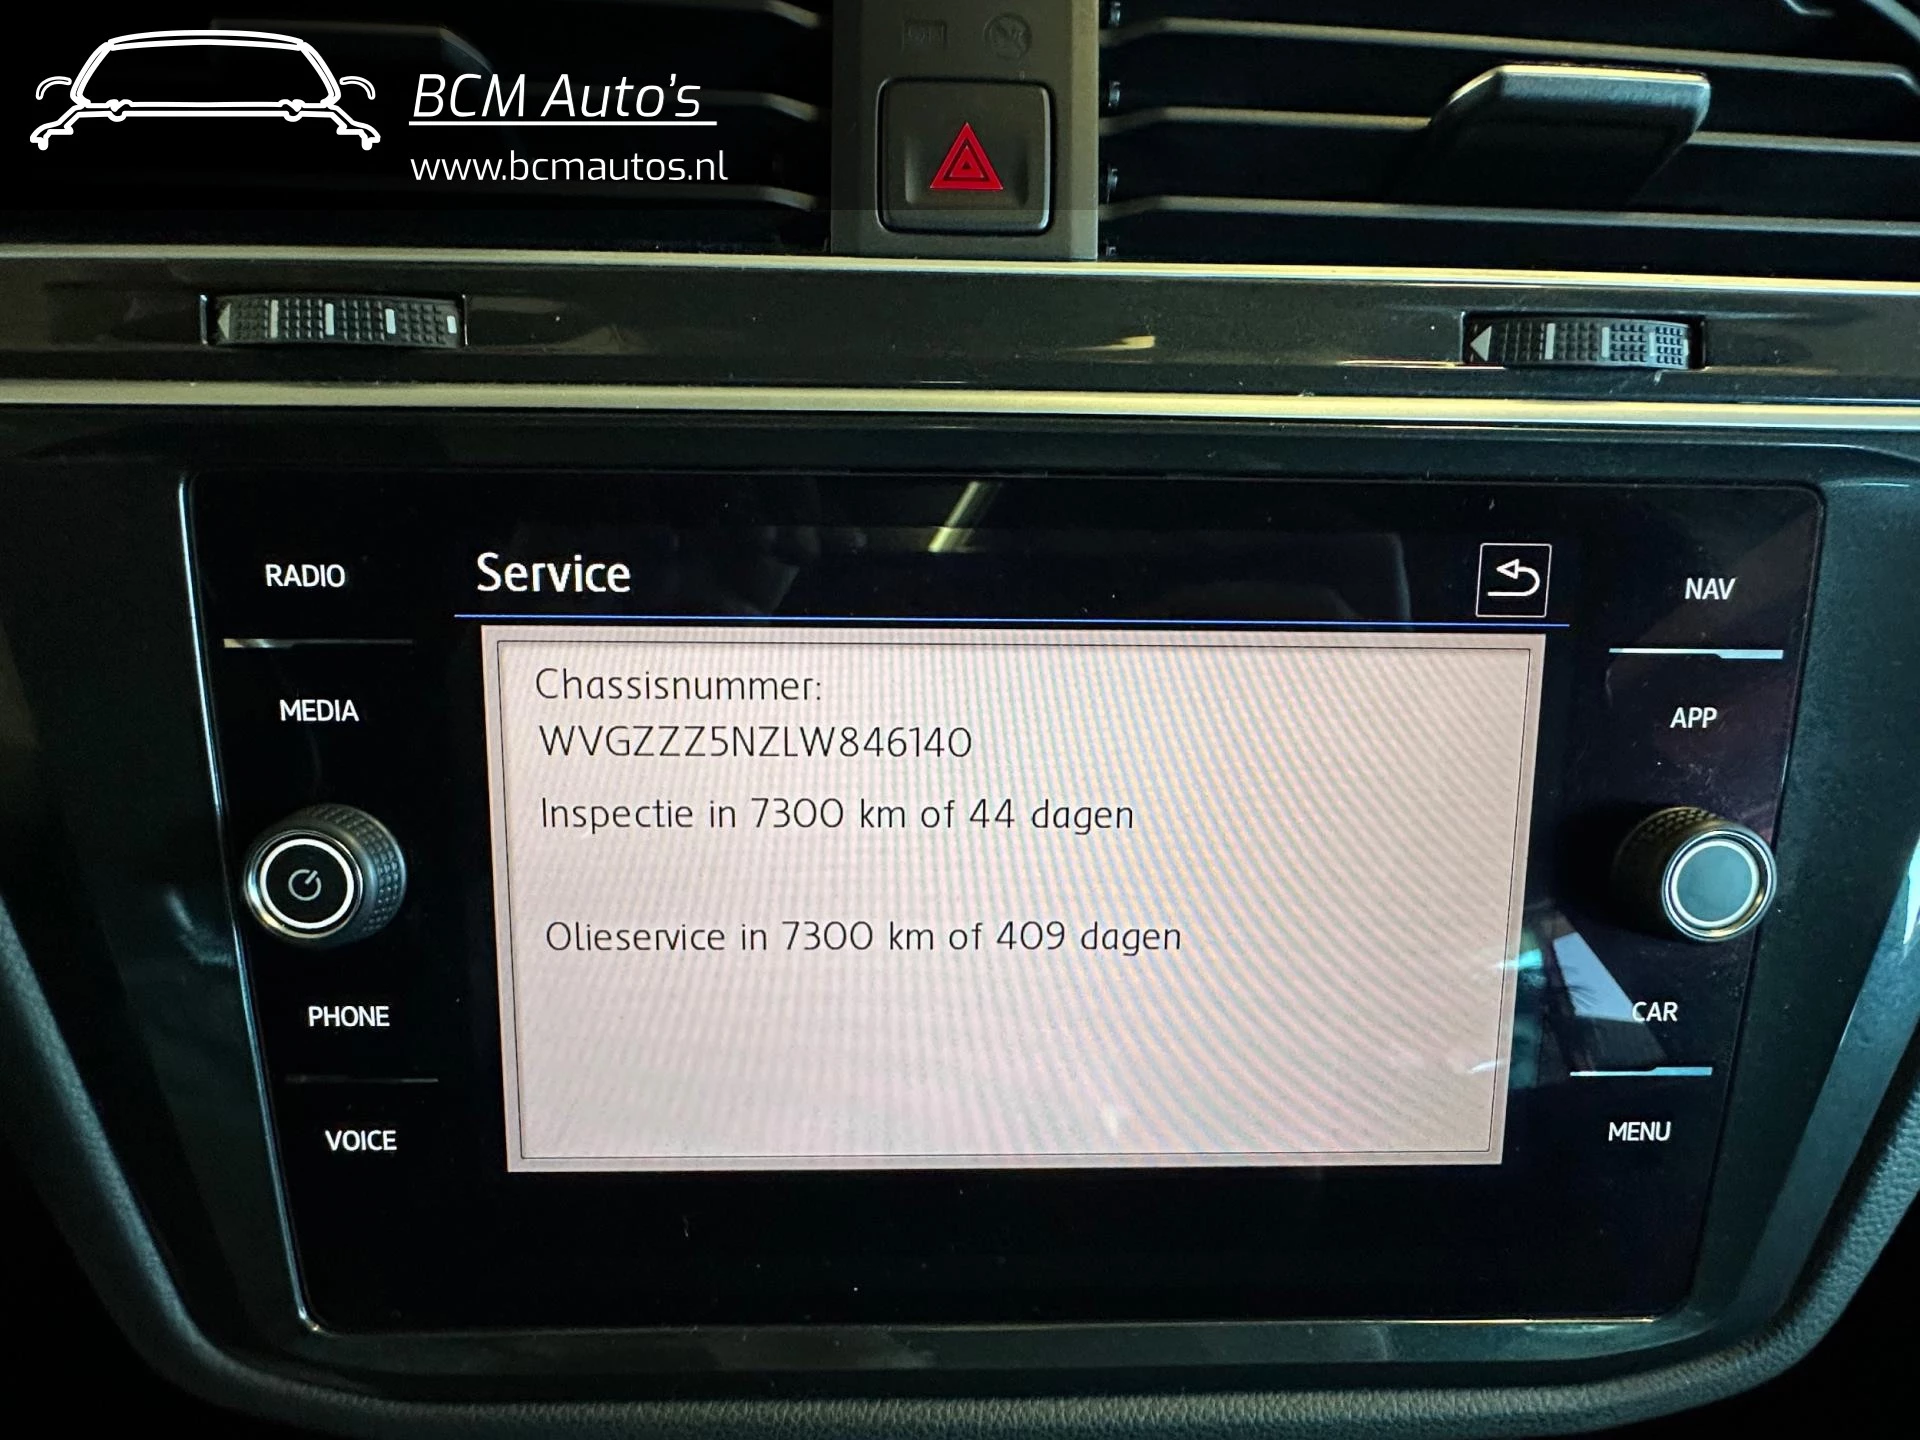 BCM Auto's
www.bcmautos.nl
RADIO
MEDIA
PHONE
VOICE
Service
Chassisnummer:
WVGZZZ5NZLW846140
Inspectie in 7300 km of 44 dagen
Olieservice in 7300 km of 409 dagen
NAV
APP
CAR
MENU